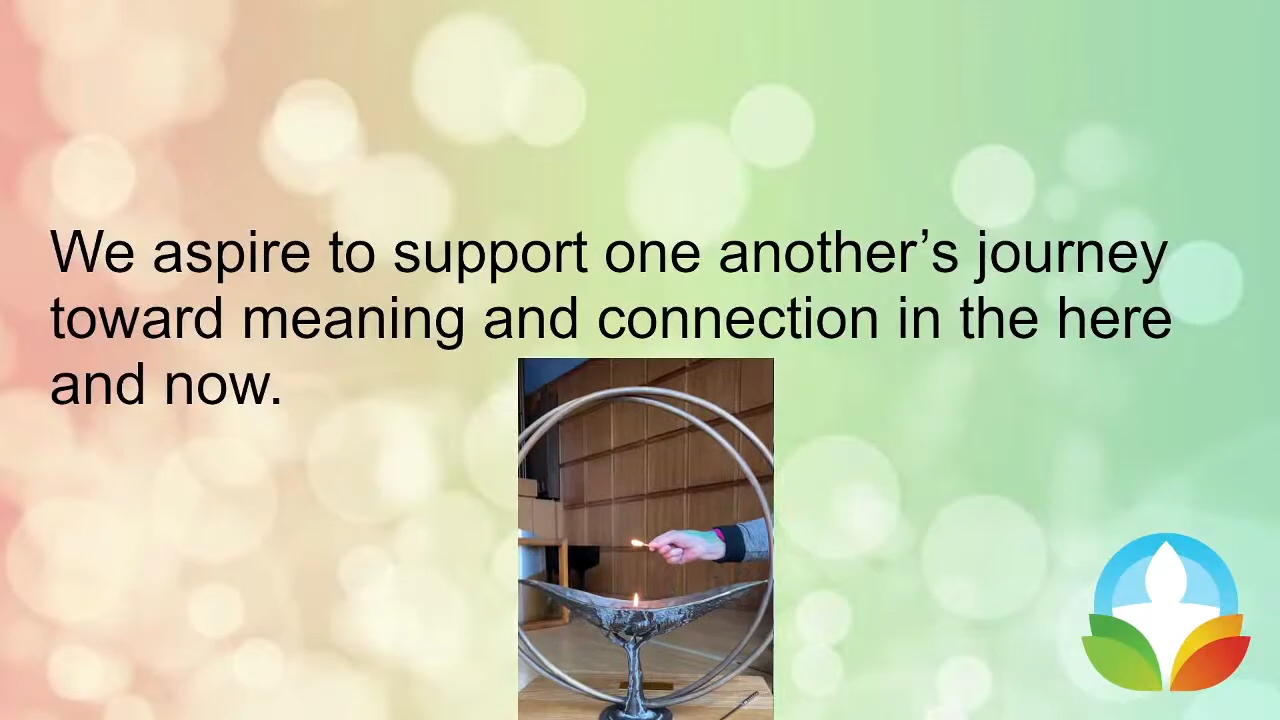 We aspire to support one another’s journey
toward meaning and connection in the here
and now.